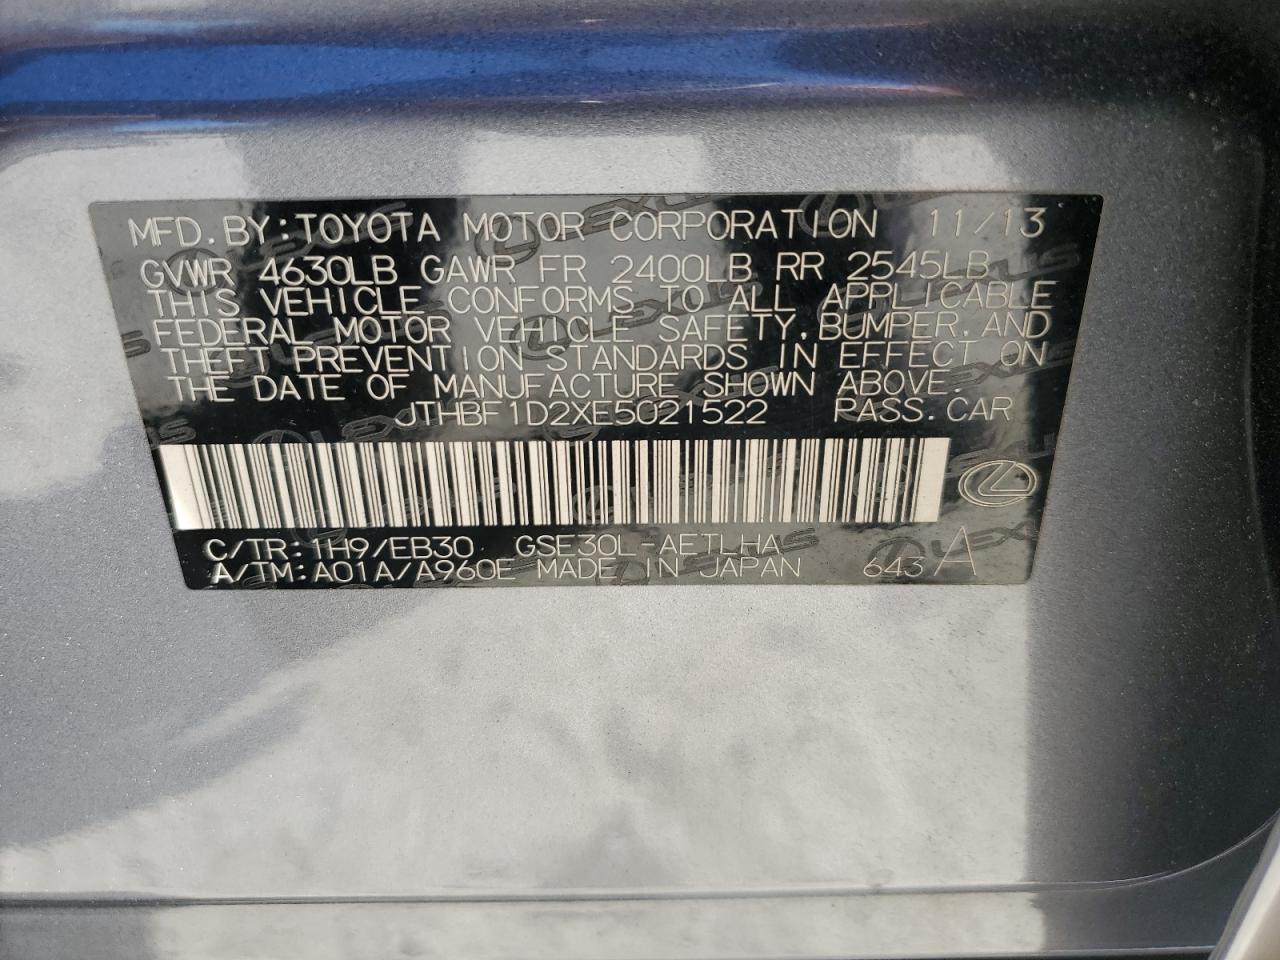 MFD. BY: TOYOTA MOTOR CORPORATION 11/13
GVWR 4630LB GAWR FR 2400LB RR 2545LB
THIS VEHICLE CONFORMS TO ALL APPLICABLE
FEDERAL MOTOR VEHICLE SAFETY, BUMPER, AND
THEFT PREVENTION STANDARDS IN EFFECT ON
THE DATE OF MANUFACTURE SHOWN ABOVE.
JTHBF1D2XE5021522 PASS. CAR
C/TR: 1H9/EB30 GSE30L-AETLHA
A/TM: A01A/A960E MADE IN JAPAN 643 A
LEXUS